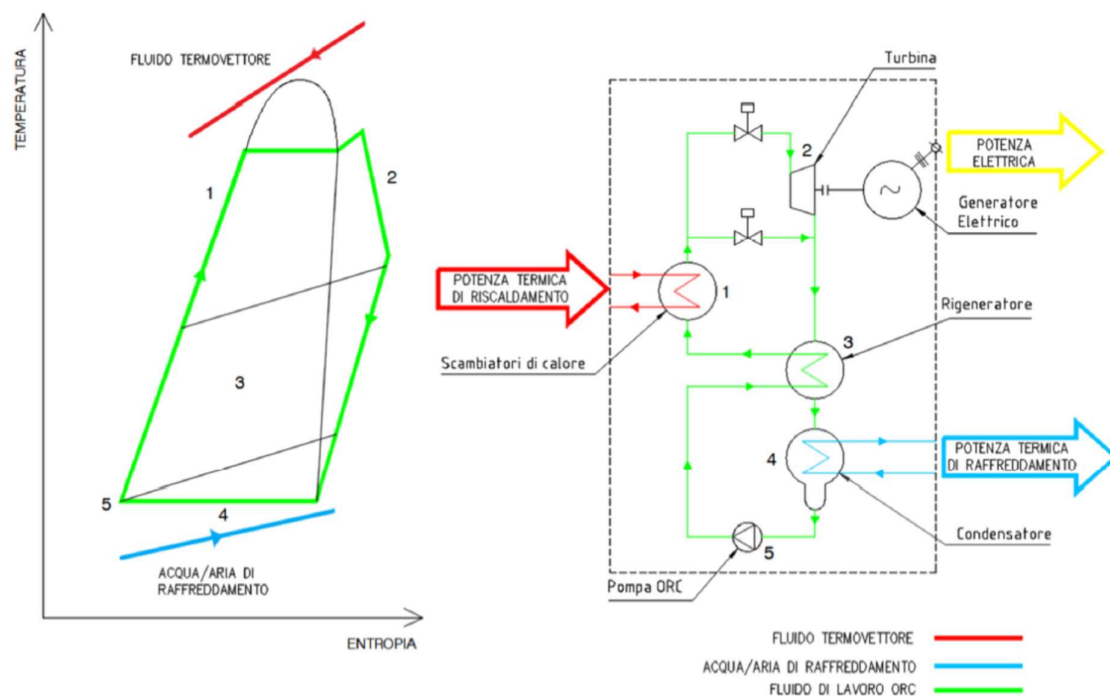 TEMPERATURA
FLUIDO TERMOVETTORE
1
2
3
4
5
ACQUA/ARIA DI
RAFFREDDAMENTO
ENTROPIA
Turbina
2
POTENZA
ELETTRICA
~
Generatore
Elettrico
POTENZA TERMICA
DI RISCALDAMENTO
1
Scambiatori di calore
Rigeneratore
3
4
POTENZA TERMICA
DI RAFFREDDAMENTO
Condensatore
5
Pompa ORC
FLUIDO TERMOVETTORE
ACQUA/ARIA DI RAFFREDDAMENTO
FLUIDO DI LAVORO ORC